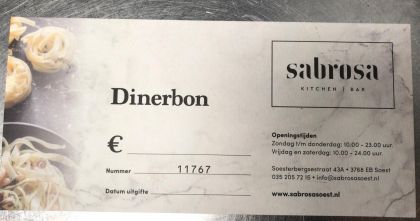 sabrosa
KITCHEN | BAR
Dinerbon
€
Nummer 11767
Datum uitgifte
Openingstijden
Zondag t/m donderdag: 10.00 - 23.00 uur.
Vrijdag en zaterdag: 10.00 - 24.00 uur.
Soesterbergsestraat 43A • 3768 EB Soest
035 205 72 15 • info@sabrosasoest.nl
www.sabrosasoest.nl